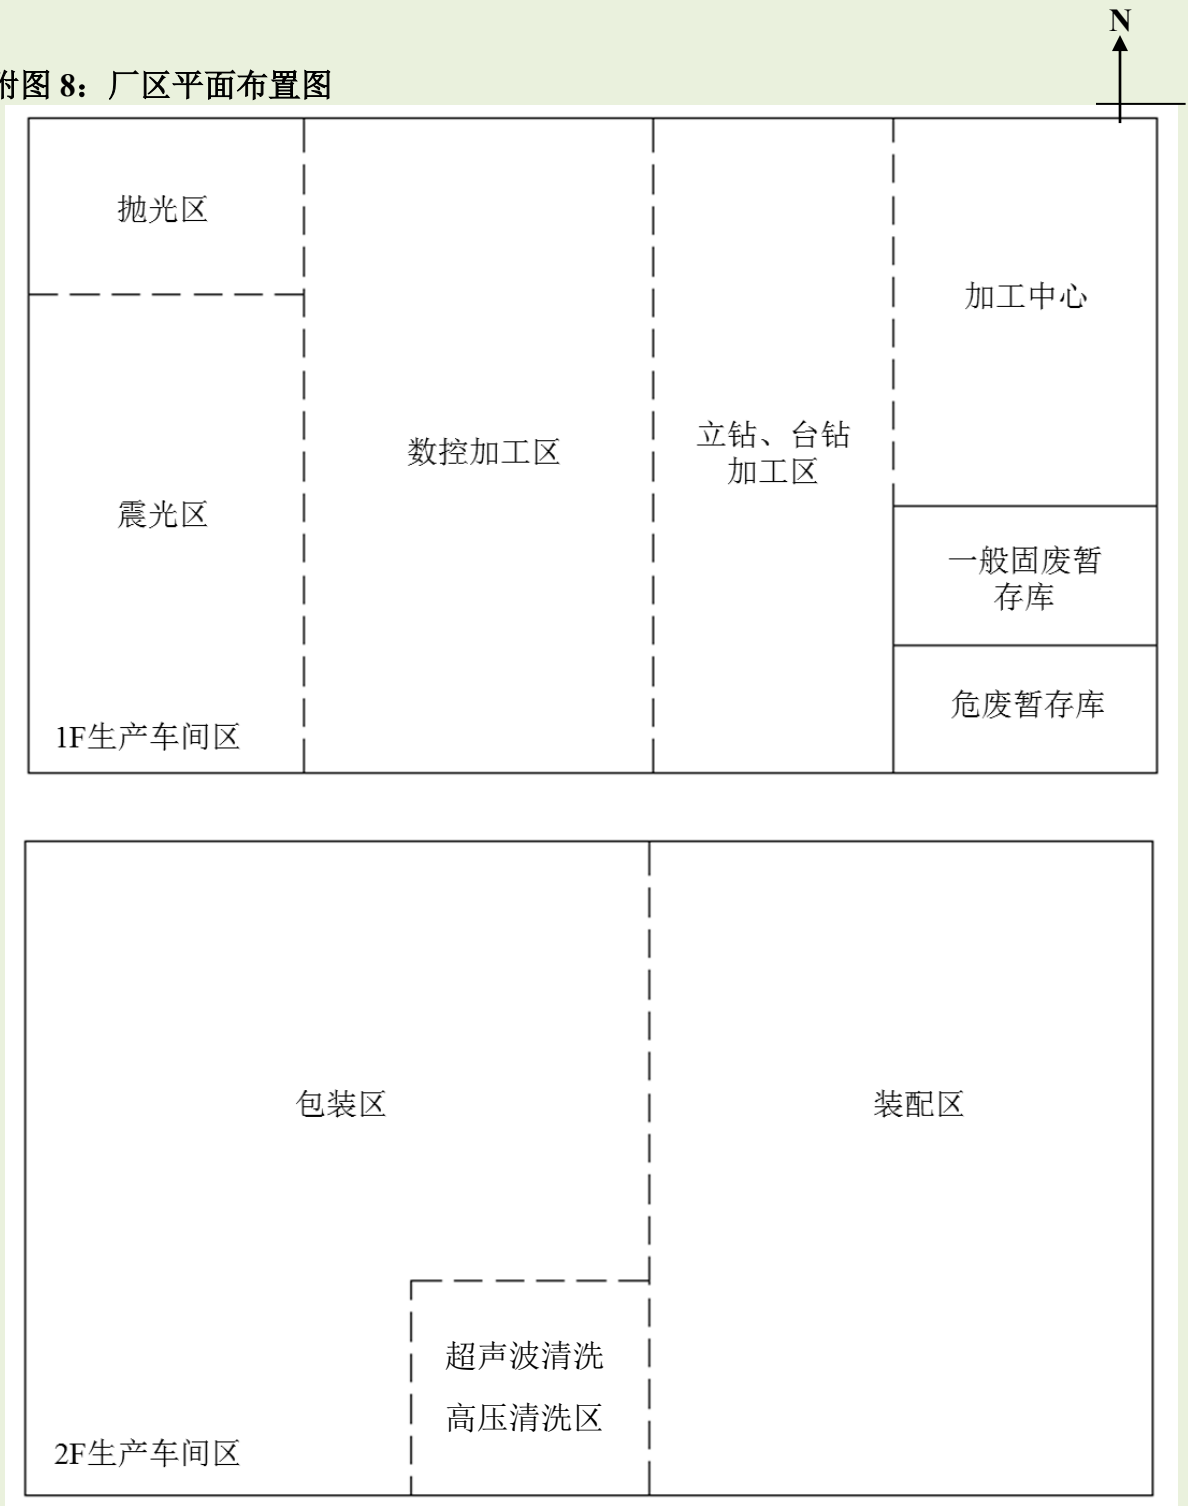 N
附图 8：厂区平面布置图
抛光区
加工中心
数控加工区
立钻、台钻
加工区
震光区
一般固废暂
存库
危废暂存库
1F生产车间区
包装区
装配区
超声波清洗
高压清洗区
2F生产车间区